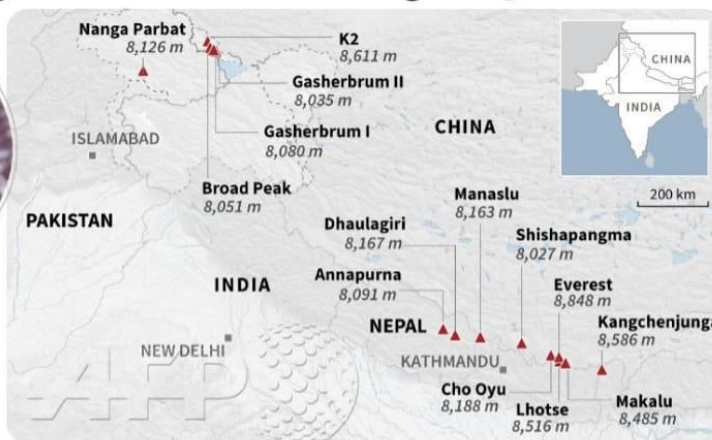 Nanga Parbat
8,126 m
K2
8,611 m
Gasherbrum II
8,035 m
Gasherbrum I
8,080 m
Broad Peak
8,051 m
ISLAMABAD
PAKISTAN
CHINA
CHINA
INDIA
200 km
Manaslu
8,163 m
Dhaulagiri
8,167 m
Shishapangma
8,027 m
Annapurna
8,091 m
Everest
8,848 m
INDIA
NEPAL
Kangchenjunga
8,586 m
NEW DELHI
KATHMANDU
Cho Oyu
8,188 m
Lhotse
8,516 m
Makalu
8,485 m
AFP